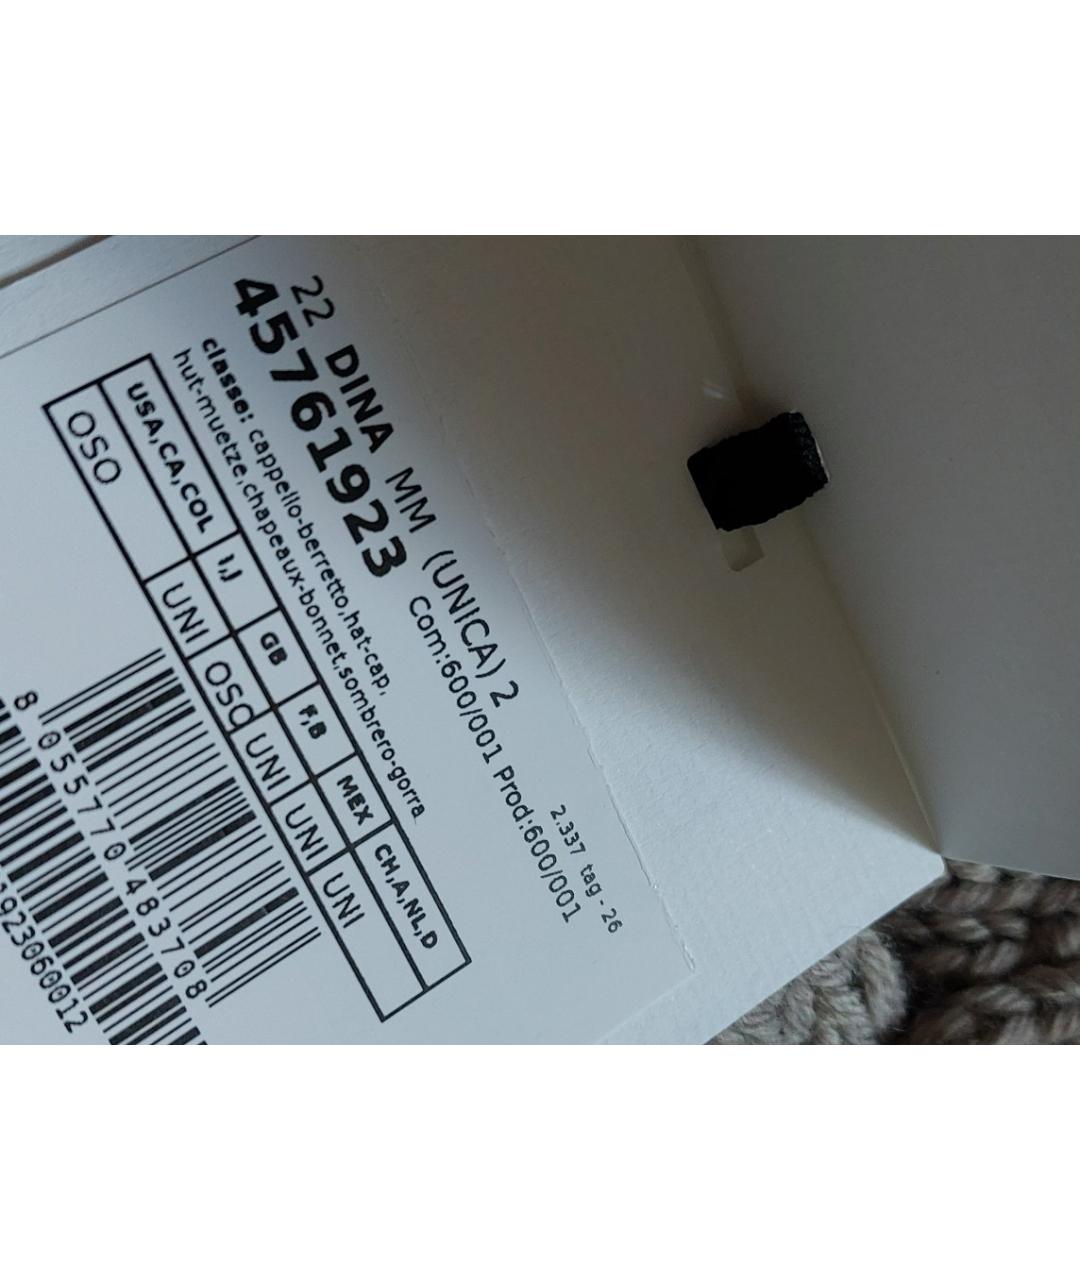 2.337 tag - 26
22 DINA MM (UNICA) 2
Com:600/001 Prod:600/001
45761923
classe: cappello-berretto,hat-cap,
hut-muetze,chapeaux-bonnet,sombrero-gorra
USA,CA,COL I,J GB F,B MEX CH,A,NL,D
OSO UNI OSO UNI UNI UNI
8 055770 483708